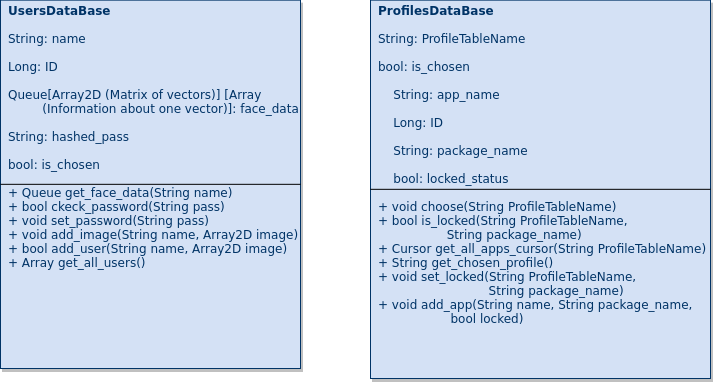 UsersDataBase
String: name
Long: ID
Queue[Array2D (Matrix of vectors)] [Array
(Information about one vector)]: face_data
String: hashed_pass
bool: is_chosen
+ Queue get_face_data(String name)
+ bool ckeck_password(String pass)
+ void set_password(String pass)
+ void add_image(String name, Array2D image)
+ bool add_user(String name, Array2D image)
+ Array get_all_users()
ProfilesDataBase
String: ProfileTableName
bool: is_chosen
String: app_name
Long: ID
String: package_name
bool: locked_status
+ void choose(String ProfileTableName)
+ bool is_locked(String ProfileTableName,
String package_name)
+ Cursor get_all_apps_cursor(String ProfileTableName)
+ String get_chosen_profile()
+ void set_locked(String ProfileTableName,
String package_name)
+ void add_app(String name, String package_name,
bool locked)